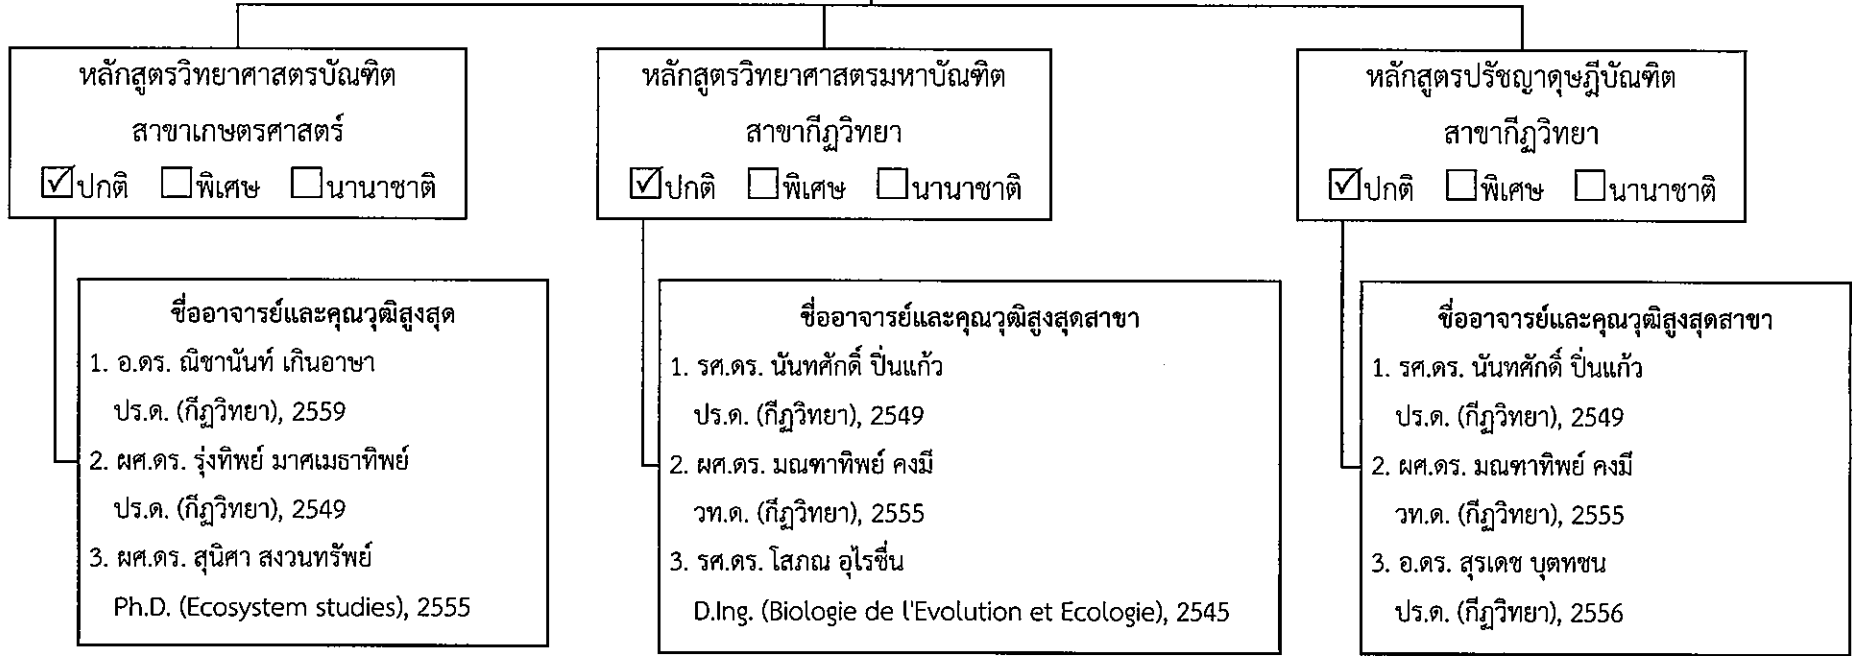 หลักสูตรวิทยาศาสตรบัณฑิต
สาขาเกษตรศาสตร์
☑ปกติ ☐พิเศษ ☐นานาชาติ
ชื่ออาจารย์และคุณวุฒิสูงสุด
1. อ.ดร. ณิชานันท์ เกินอาษา
ปร.ด. (กีฏวิทยา), 2559
2. ผศ.ดร. รุ่งทิพย์ มาศเมธาทิพย์
ปร.ด. (กีฏวิทยา), 2549
3. ผศ.ดร. สุนิศา สงวนทรัพย์
Ph.D. (Ecosystem studies), 2555
หลักสูตรวิทยาศาสตรมหาบัณฑิต
สาขากีฏวิทยา
☑ปกติ ☐พิเศษ ☐นานาชาติ
ชื่ออาจารย์และคุณวุฒิสูงสุดสาขา
1. รศ.ดร. นันทศักดิ์ ปิ่นแก้ว
ปร.ด. (กีฏวิทยา), 2549
2. ผศ.ดร. มณฑาทิพย์ คงมี
วท.ด. (กีฏวิทยา), 2555
3. รศ.ดร. โสภณ อุไรชื่น
D.Ing. (Biologie de l'Evolution et Ecologie), 2545
หลักสูตรปรัชญาดุษฎีบัณฑิต
สาขากีฏวิทยา
☑ปกติ ☐พิเศษ ☐นานาชาติ
ชื่ออาจารย์และคุณวุฒิสูงสุดสาขา
1. รศ.ดร. นันทศักดิ์ ปิ่นแก้ว
ปร.ด. (กีฏวิทยา), 2549
2. ผศ.ดร. มณฑาทิพย์ คงมี
วท.ด. (กีฏวิทยา), 2555
3. อ.ดร. สุรเดช บุตทชน
ปร.ด. (กีฏวิทยา), 2556